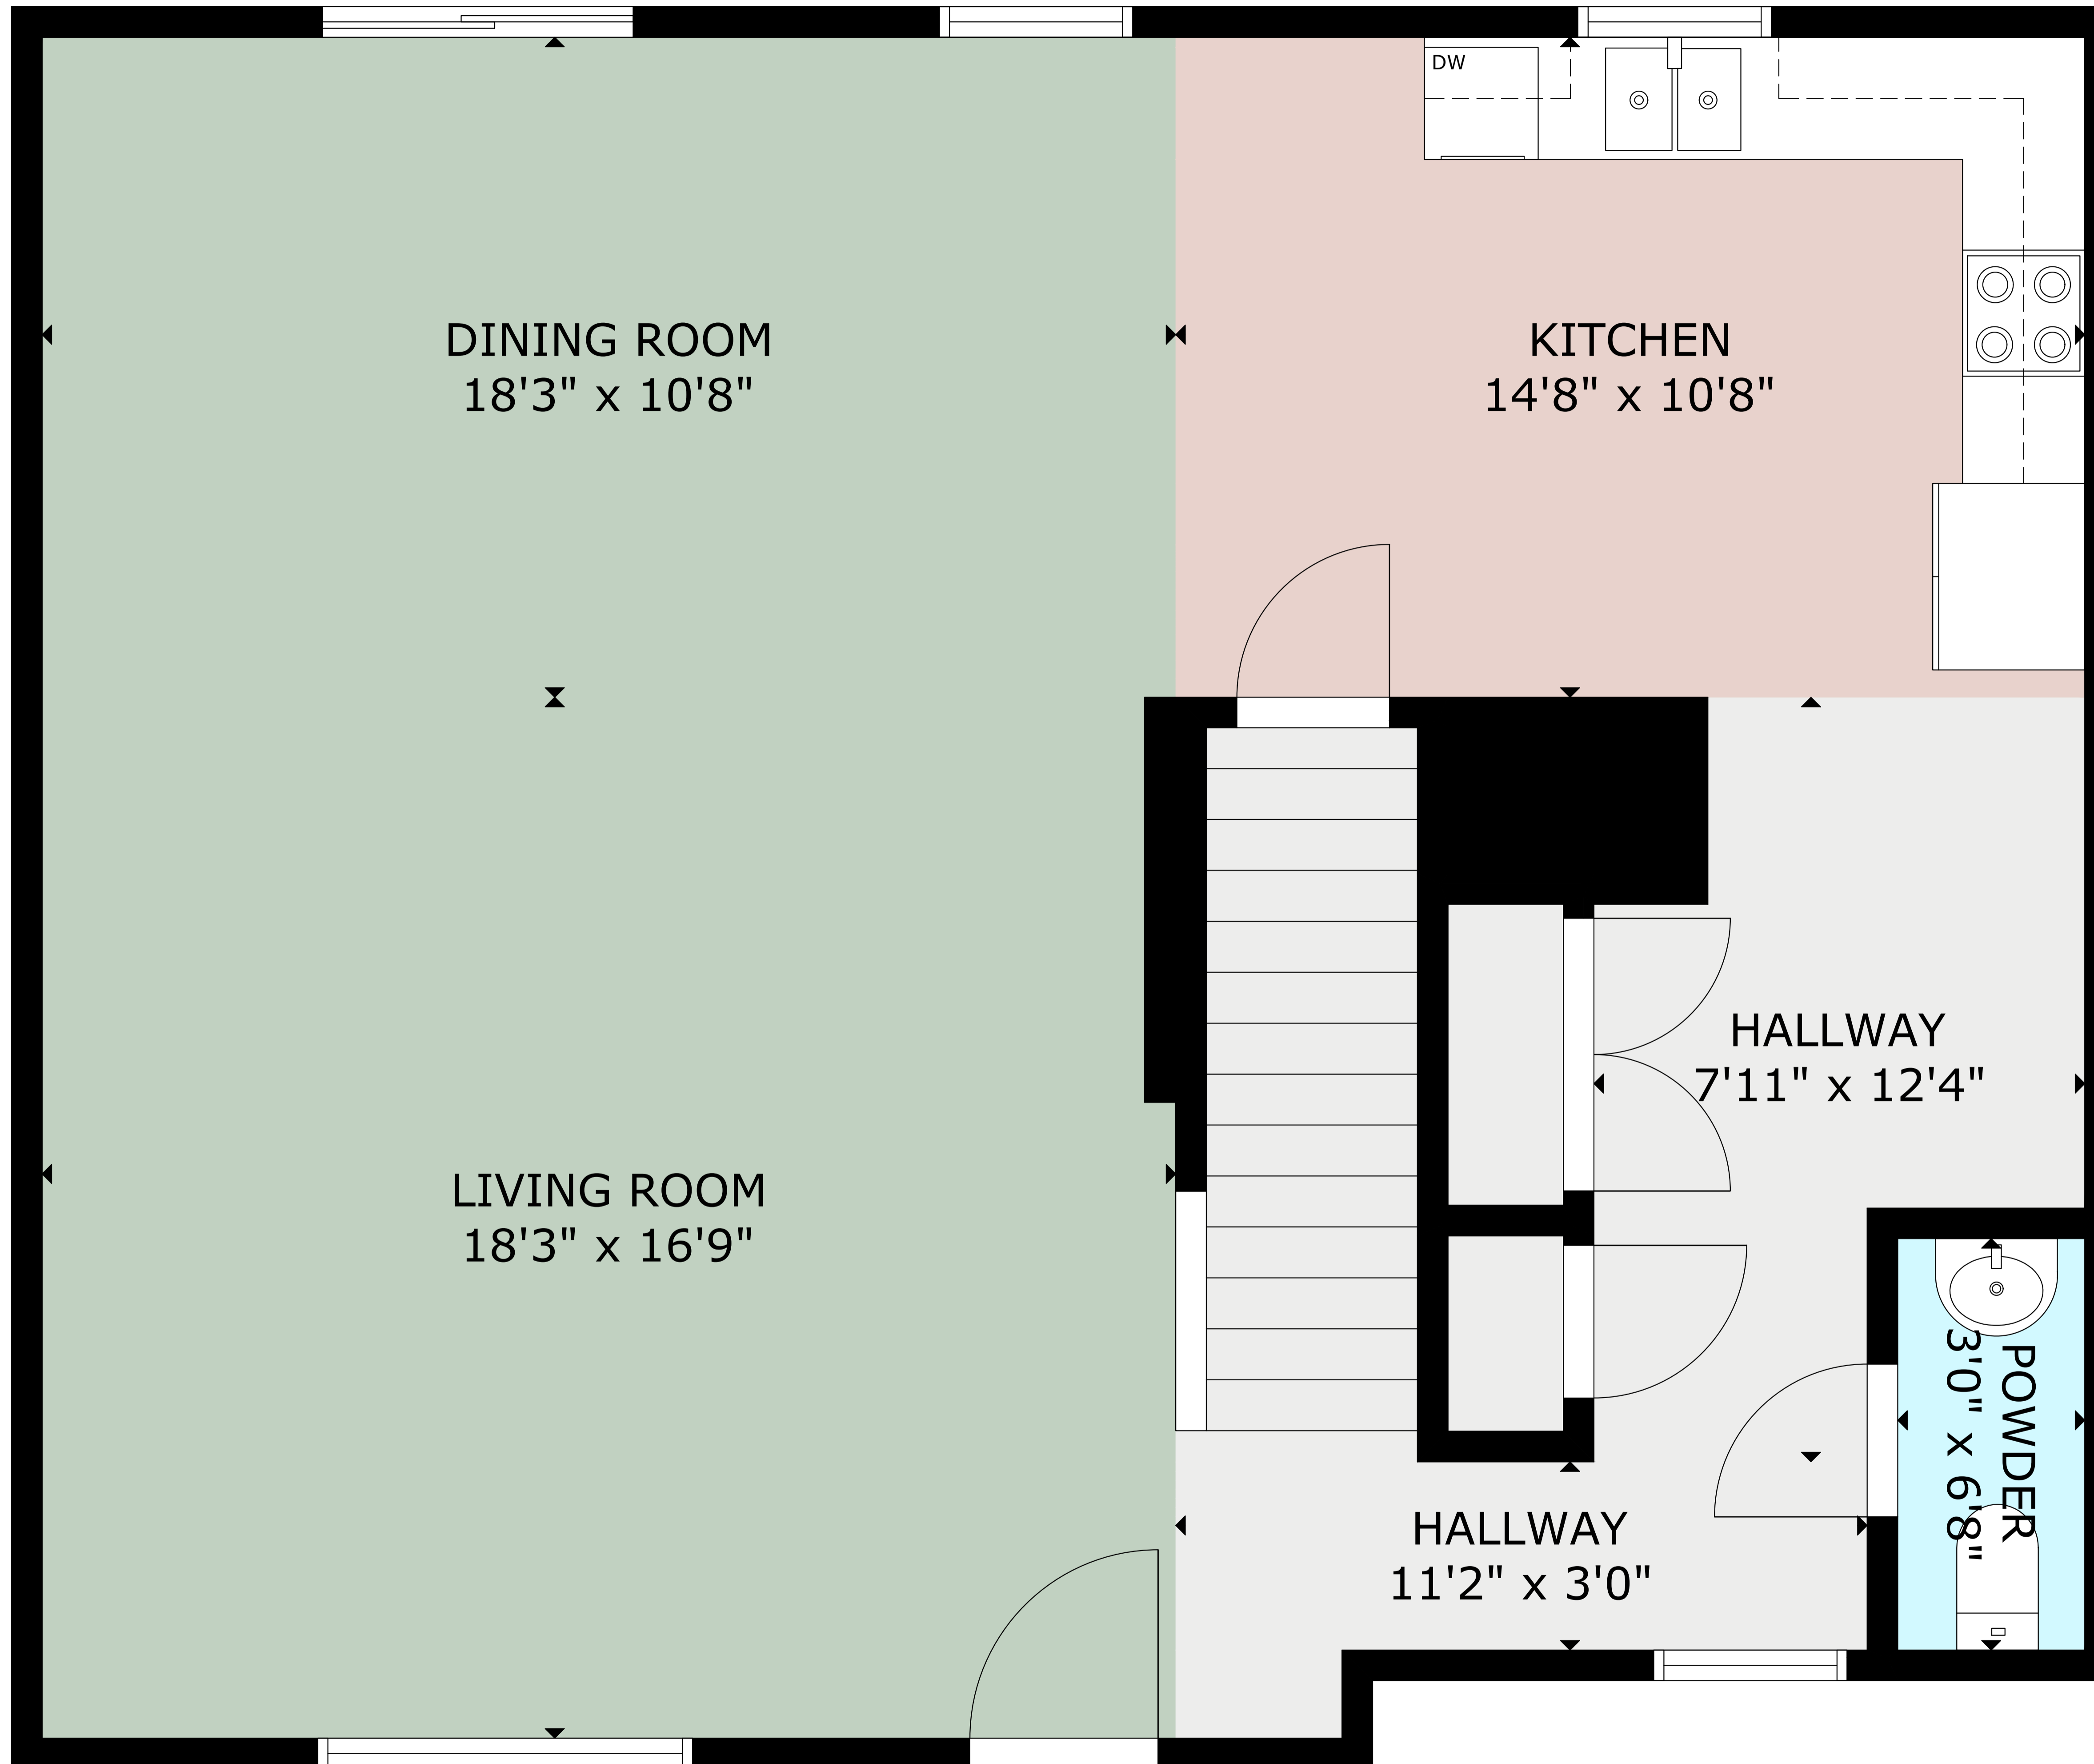 DW
DINING ROOM
18'3" x 10'8"
KITCHEN
14'8" x 10'8"
HALLWAY
7'11" x 12'4"
LIVING ROOM
18'3" x 16'9"
POWDER
3'0" x 6'8"
HALLWAY
11'2" x 3'0"